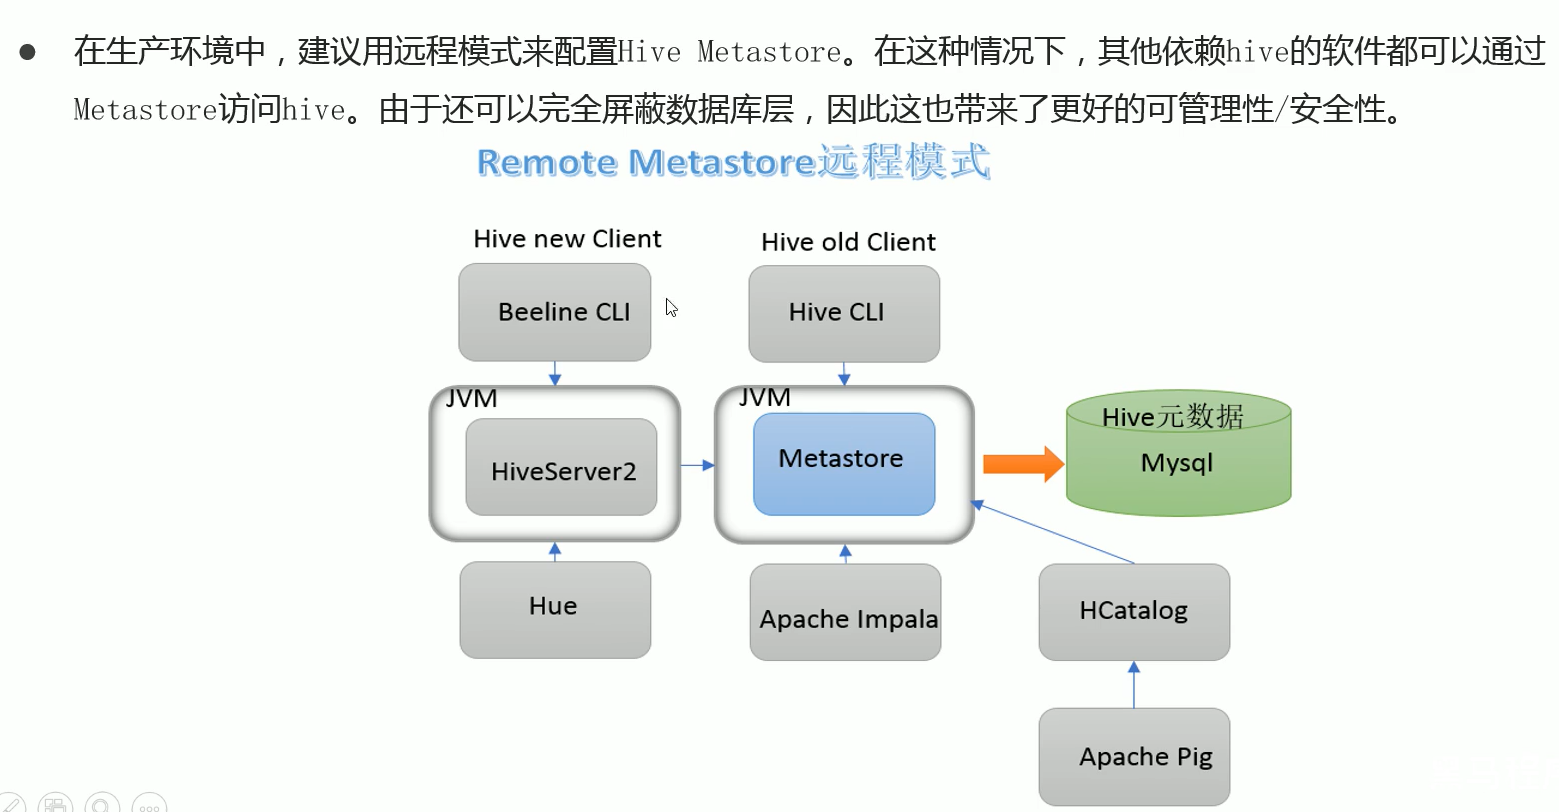 ● 在生产环境中，建议用远程模式来配置Hive Metastore。在这种情况下，其他依赖hive的软件都可以通过
Metastore访问hive。由于还可以完全屏蔽数据库层，因此这也带来了更好的可管理性/安全性。
Remote Metastore远程模式
Hive new Client
Hive old Client
Beeline CLI
Hive CLI
JVM
JVM
Hive元数据
HiveServer2
Metastore
Mysql
Hue
Apache Impala
HCatalog
Apache Pig